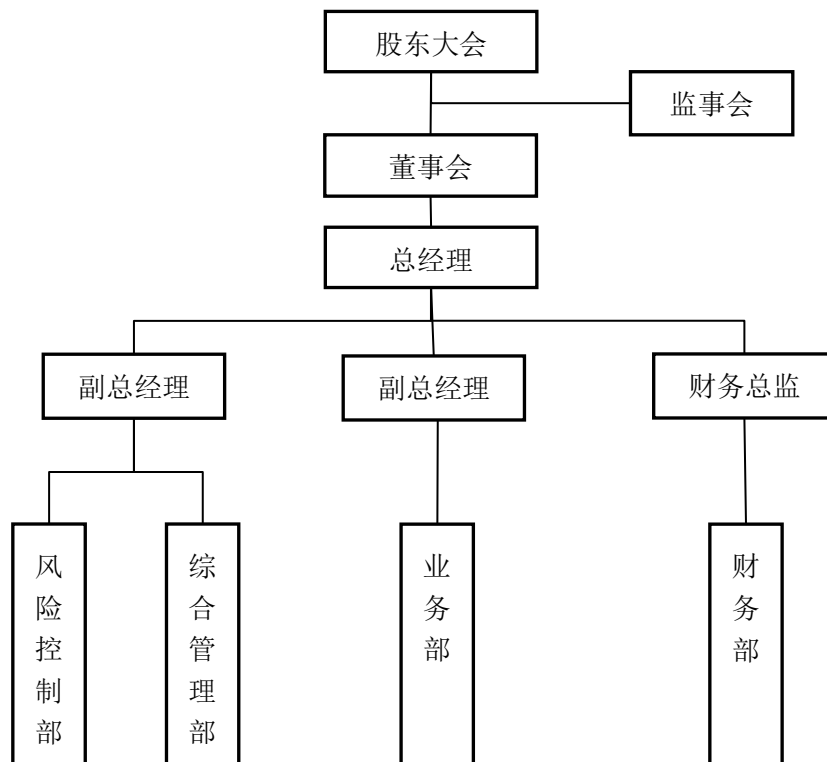 股东大会
监事会
董事会
总经理
副总经理
副总经理
财务总监
风险控制部
综合管理部
业务部
财务部